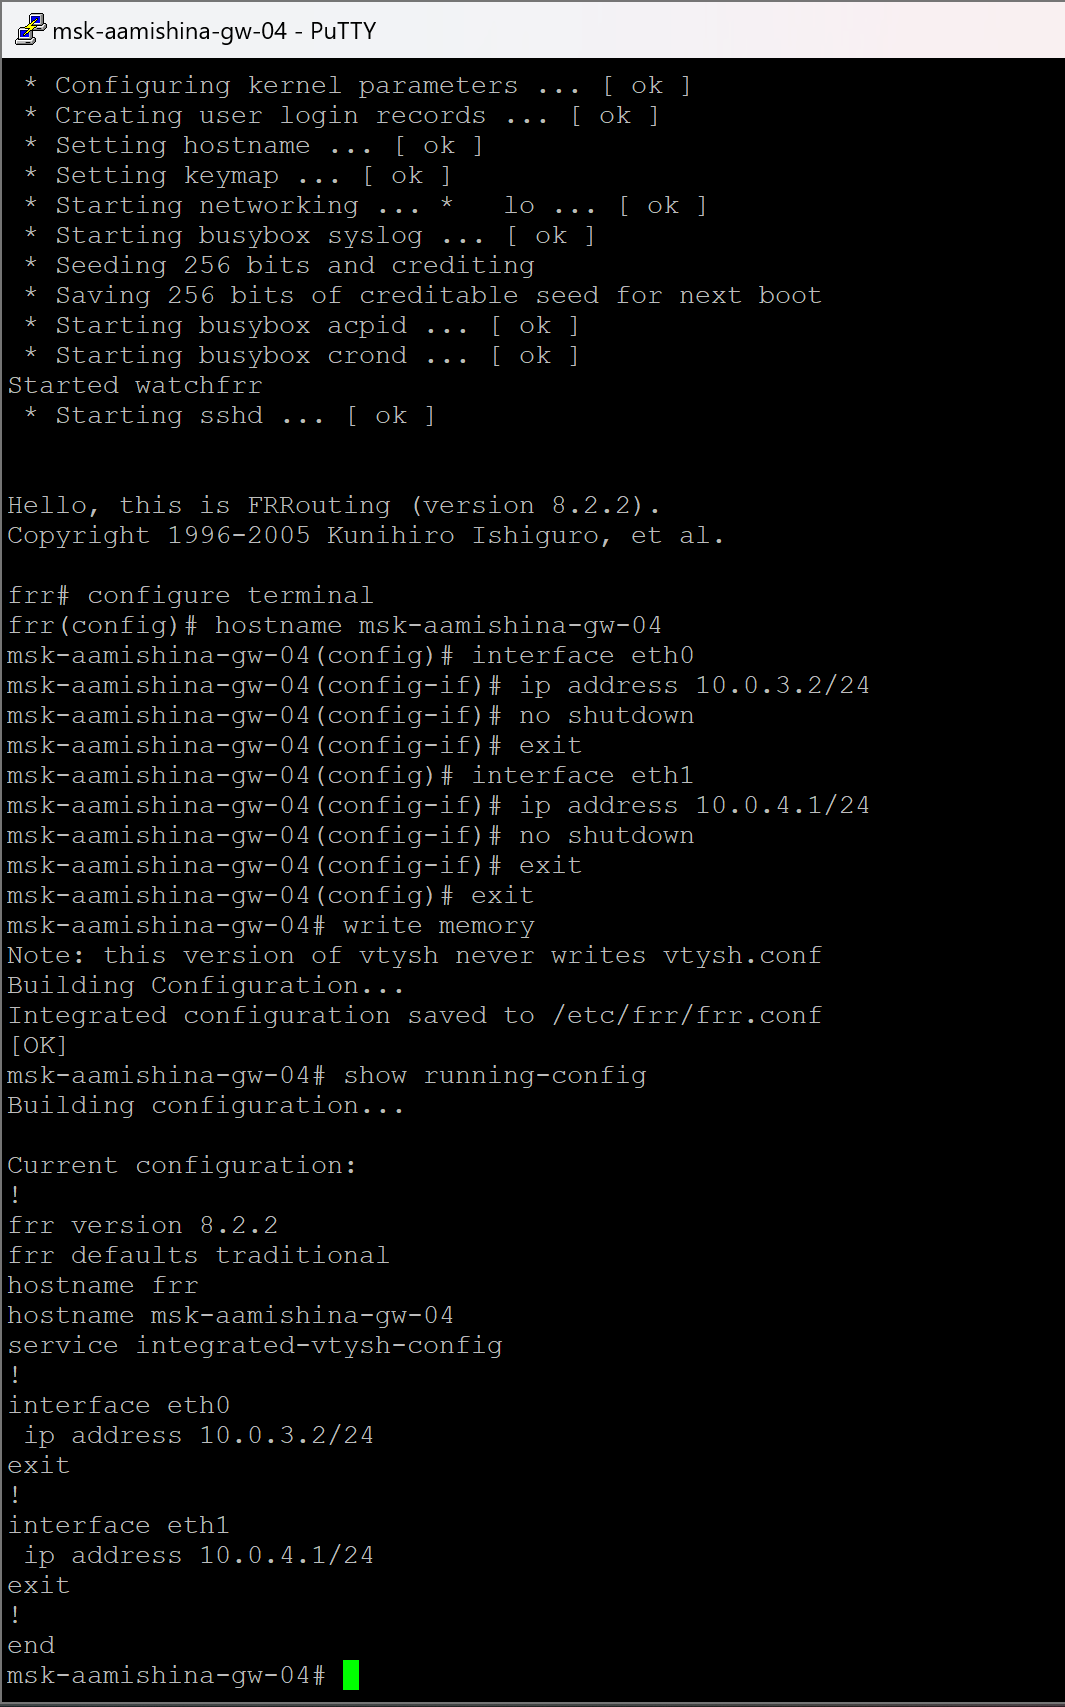 msk-aamishina-gw-04 - PuTTY
 * Configuring kernel parameters ... [ ok ]
 * Creating user login records ... [ ok ]
 * Setting hostname ... [ ok ]
 * Setting keymap ... [ ok ]
 * Starting networking ... *   lo ... [ ok ]
 * Starting busybox syslog ... [ ok ]
 * Seeding 256 bits and crediting
 * Saving 256 bits of creditable seed for next boot
 * Starting busybox acpid ... [ ok ]
 * Starting busybox crond ... [ ok ]
Started watchfrr
 * Starting sshd ... [ ok ]
Hello, this is FRRouting (version 8.2.2).
Copyright 1996-2005 Kunihiro Ishiguro, et al.
frr# configure terminal
frr(config)# hostname msk-aamishina-gw-04
msk-aamishina-gw-04(config)# interface eth0
msk-aamishina-gw-04(config-if)# ip address 10.0.3.2/24
msk-aamishina-gw-04(config-if)# no shutdown
msk-aamishina-gw-04(config-if)# exit
msk-aamishina-gw-04(config)# interface eth1
msk-aamishina-gw-04(config-if)# ip address 10.0.4.1/24
msk-aamishina-gw-04(config-if)# no shutdown
msk-aamishina-gw-04(config-if)# exit
msk-aamishina-gw-04(config)# exit
msk-aamishina-gw-04# write memory
Note: this version of vtysh never writes vtysh.conf
Building Configuration...
Integrated configuration saved to /etc/frr/frr.conf
[OK]
msk-aamishina-gw-04# show running-config
Building configuration...
Current configuration:
!
frr version 8.2.2
frr defaults traditional
hostname frr
hostname msk-aamishina-gw-04
service integrated-vtysh-config
!
interface eth0
 ip address 10.0.3.2/24
exit
!
interface eth1
 ip address 10.0.4.1/24
exit
!
end
msk-aamishina-gw-04#